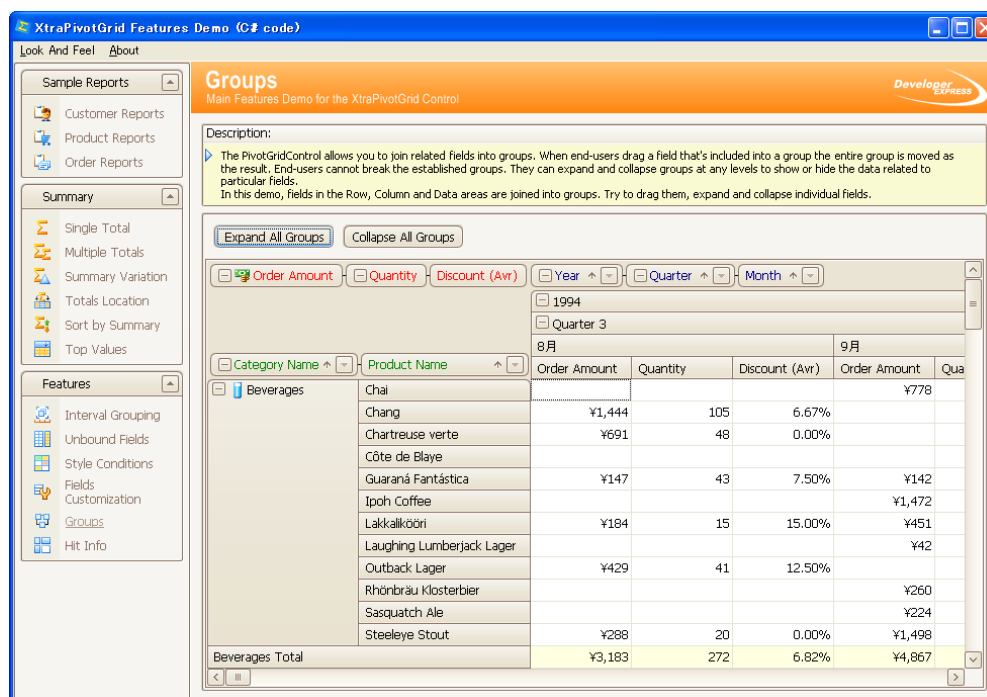 XtraPivotGrid Features Demo (C# code)
Look And Feel About
Sample Reports
Customer Reports
Product Reports
Order Reports
Summary
Single Total
Multiple Totals
Summary Variation
Totals Location
Sort by Summary
Top Values
Features
Interval Grouping
Unbound Fields
Style Conditions
Fields
Customization
Groups
Hit Info
Groups
Main Features Demo for the XtraPivotGrid Control
Developer
EXPRESS
Description:
The PivotGridControl allows you to join related fields into groups. When end-users drag a field that's included into a group the entire group is moved as
the result. End-users cannot break the established groups. They can expand and collapse groups at any levels to show or hide the data related to
particular fields.
In this demo, fields in the Row, Column and Data areas are joined into groups. Try to drag them, expand and collapse individual fields.
Expand All Groups Collapse All Groups
Order Amount Quantity Discount (Avr) Year Quarter Month
1994
Quarter 3
8月 9月
Category Name Product Name Order Amount Quantity Discount (Avr) Order Amount Qua
Beverages Chai ¥778
Chang ¥1,444 105 6.67%
Chartreuse verte ¥691 48 0.00%
Côte de Blaye
Guaraná Fantástica ¥147 43 7.50% ¥142
Ipoh Coffee ¥1,472
Lakkalikööri ¥184 15 15.00% ¥451
Laughing Lumberjack Lager ¥42
Outback Lager ¥429 41 12.50%
Rhönbräu Klosterbier ¥260
Sasquatch Ale ¥224
Steeleye Stout ¥288 20 0.00% ¥1,498
Beverages Total ¥3,183 272 6.82% ¥4,867